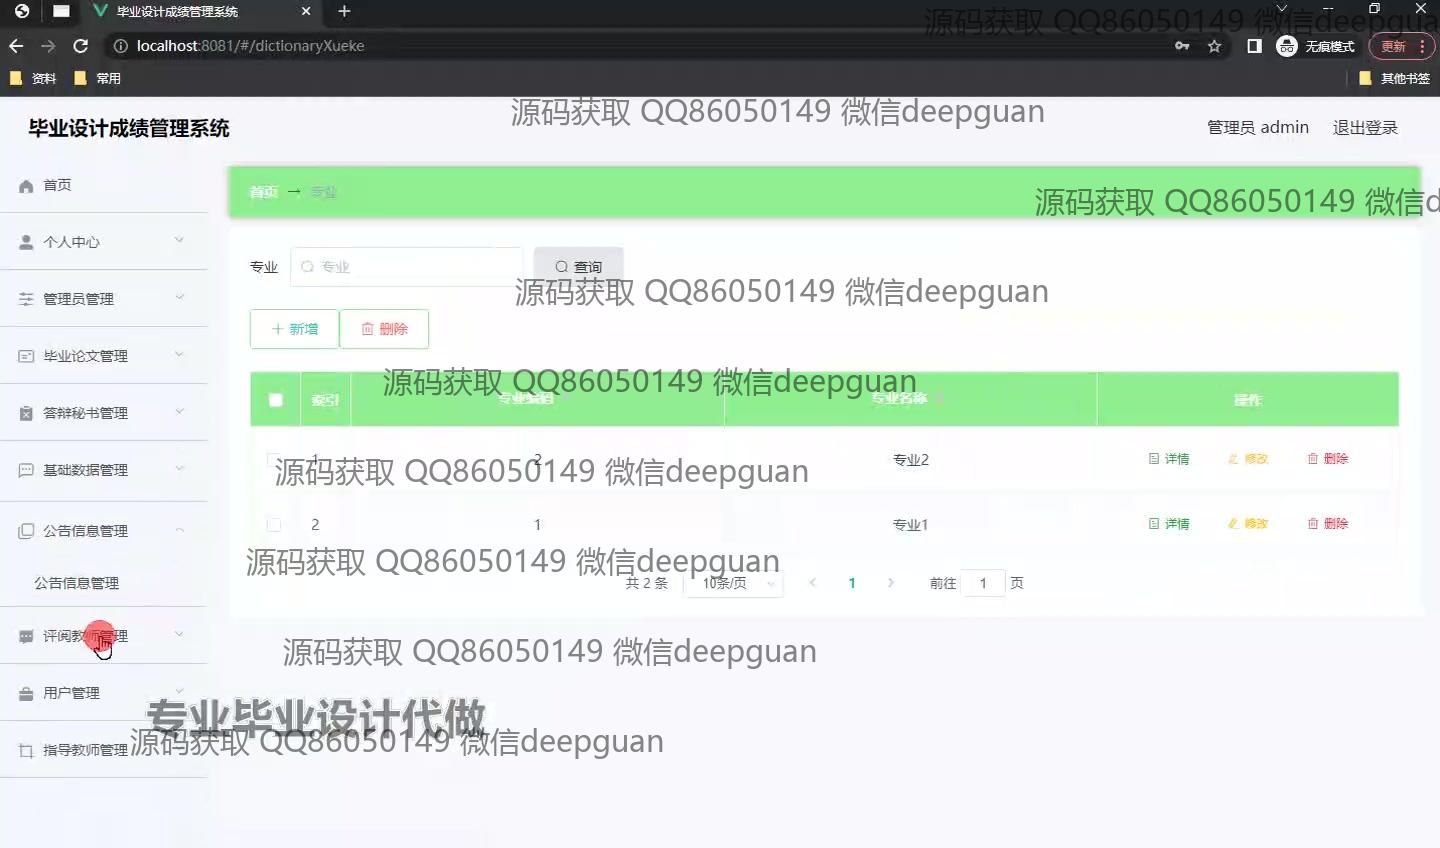 毕业设计成绩管理系统
localhost:8081/#/dictionaryXueke
无痕模式
更新
资料
常用
其他书签
源码获取 QQ86050149 微信deepgua
毕业设计成绩管理系统
源码获取 QQ86050149 微信deepguan
管理员 admin
退出登录
首页
个人中心
管理员管理
毕业论文管理
答辩秘书管理
基础数据管理
公告信息管理
公告信息管理
评阅教师管理
用户管理
指导教师管理
首页 → 专业
源码获取 QQ86050149 微信d
专业
专业
查询
源码获取 QQ86050149 微信deepguan
+ 新增
删除
源码获取 QQ86050149 微信deepguan
索引 专业编码 专业名称 操作
1 2 专业2 详情 修改 删除
源码获取 QQ86050149 微信deepguan
2 1 专业1 详情 修改 删除
源码获取 QQ86050149 微信deepguan
共 2 条 10条/页 1 前往 1 页
源码获取 QQ86050149 微信deepguan
专业毕业设计代做
源码获取 QQ86050149 微信deepguan